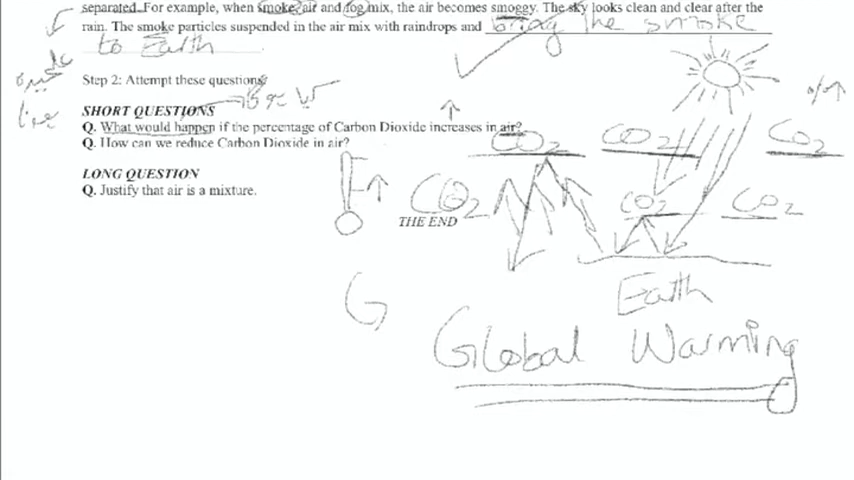 separated. For example, when smoke, air and fog mix, the air becomes smoggy. The sky looks clean and clear after the
rain. The smoke particles suspended in the air mix with raindrops and bring the smoke
to Earth
Step 2: Attempt these questions:
SHORT QUESTIONS
Q. What would happen if the percentage of Carbon Dioxide increases in air?
Q. How can we reduce Carbon Dioxide in air?
LONG QUESTION
Q. Justify that air is a mixture.
THE END
علیحدہ
کیا ہو گا
%
CO2 CO2 CO2
CO2 CO2 CO2
Earth
G
Global Warming